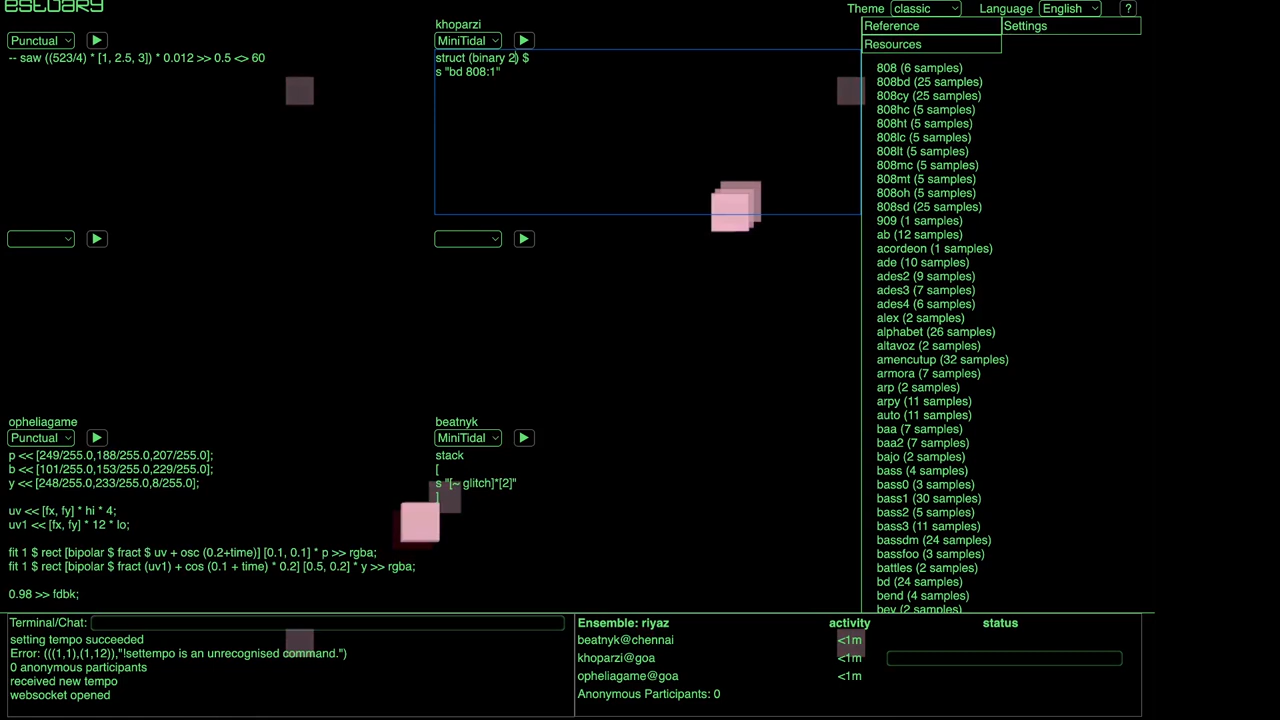 estuary
Theme classic Language English ?
khoparzi
Punctual
MiniTidal
-- saw ((523/4) * [1, 2.5, 3]) * 0.012 >> 0.5 <> 60
struct (binary 2) $
s "bd 808:1"
opheliagame
Punctual
p << [249/255.0,188/255.0,207/255.0];
b << [101/255.0,153/255.0,229/255.0];
y << [248/255.0,233/255.0,8/255.0];
uv << [fx, fy] * hi * 4;
uv1 << [fx, fy] * 12 * lo;
fit 1 $ rect [bipolar $ fract $ uv + osc (0.2+time)] [0.1, 0.1] * p >> rgba;
fit 1 $ rect [bipolar $ fract (uv1) + cos (0.1 + time) * 0.2] [0.5, 0.2] * y >> rgba;
0.98 >> fdbk;
beatnyk
MiniTidal
stack
[
s "[~ glitch]*[2]"
]
Reference
Settings
Resources
808 (6 samples)
808bd (25 samples)
808cy (25 samples)
808hc (5 samples)
808ht (5 samples)
808lc (5 samples)
808lt (5 samples)
808mc (5 samples)
808mt (5 samples)
808oh (5 samples)
808sd (25 samples)
909 (1 samples)
ab (12 samples)
acordeon (1 samples)
ade (10 samples)
ades2 (9 samples)
ades3 (7 samples)
ades4 (6 samples)
alex (2 samples)
alphabet (26 samples)
altavoz (2 samples)
amencutup (32 samples)
armora (7 samples)
arp (2 samples)
arpy (11 samples)
auto (11 samples)
baa (7 samples)
baa2 (7 samples)
bajo (2 samples)
bass (4 samples)
bass0 (3 samples)
bass1 (30 samples)
bass2 (5 samples)
bass3 (11 samples)
bassdm (24 samples)
bassfoo (3 samples)
battles (2 samples)
bd (24 samples)
bend (4 samples)
bev (2 samples)
Terminal/Chat:
setting tempo succeeded
Error: (((1,1),(1,12)),"!settempo is an unrecognised command.")
0 anonymous participants
received new tempo
websocket opened
Ensemble: riyaz activity status
beatnyk@chennai <1m
khoparzi@goa <1m
opheliagame@goa <1m
Anonymous Participants: 0